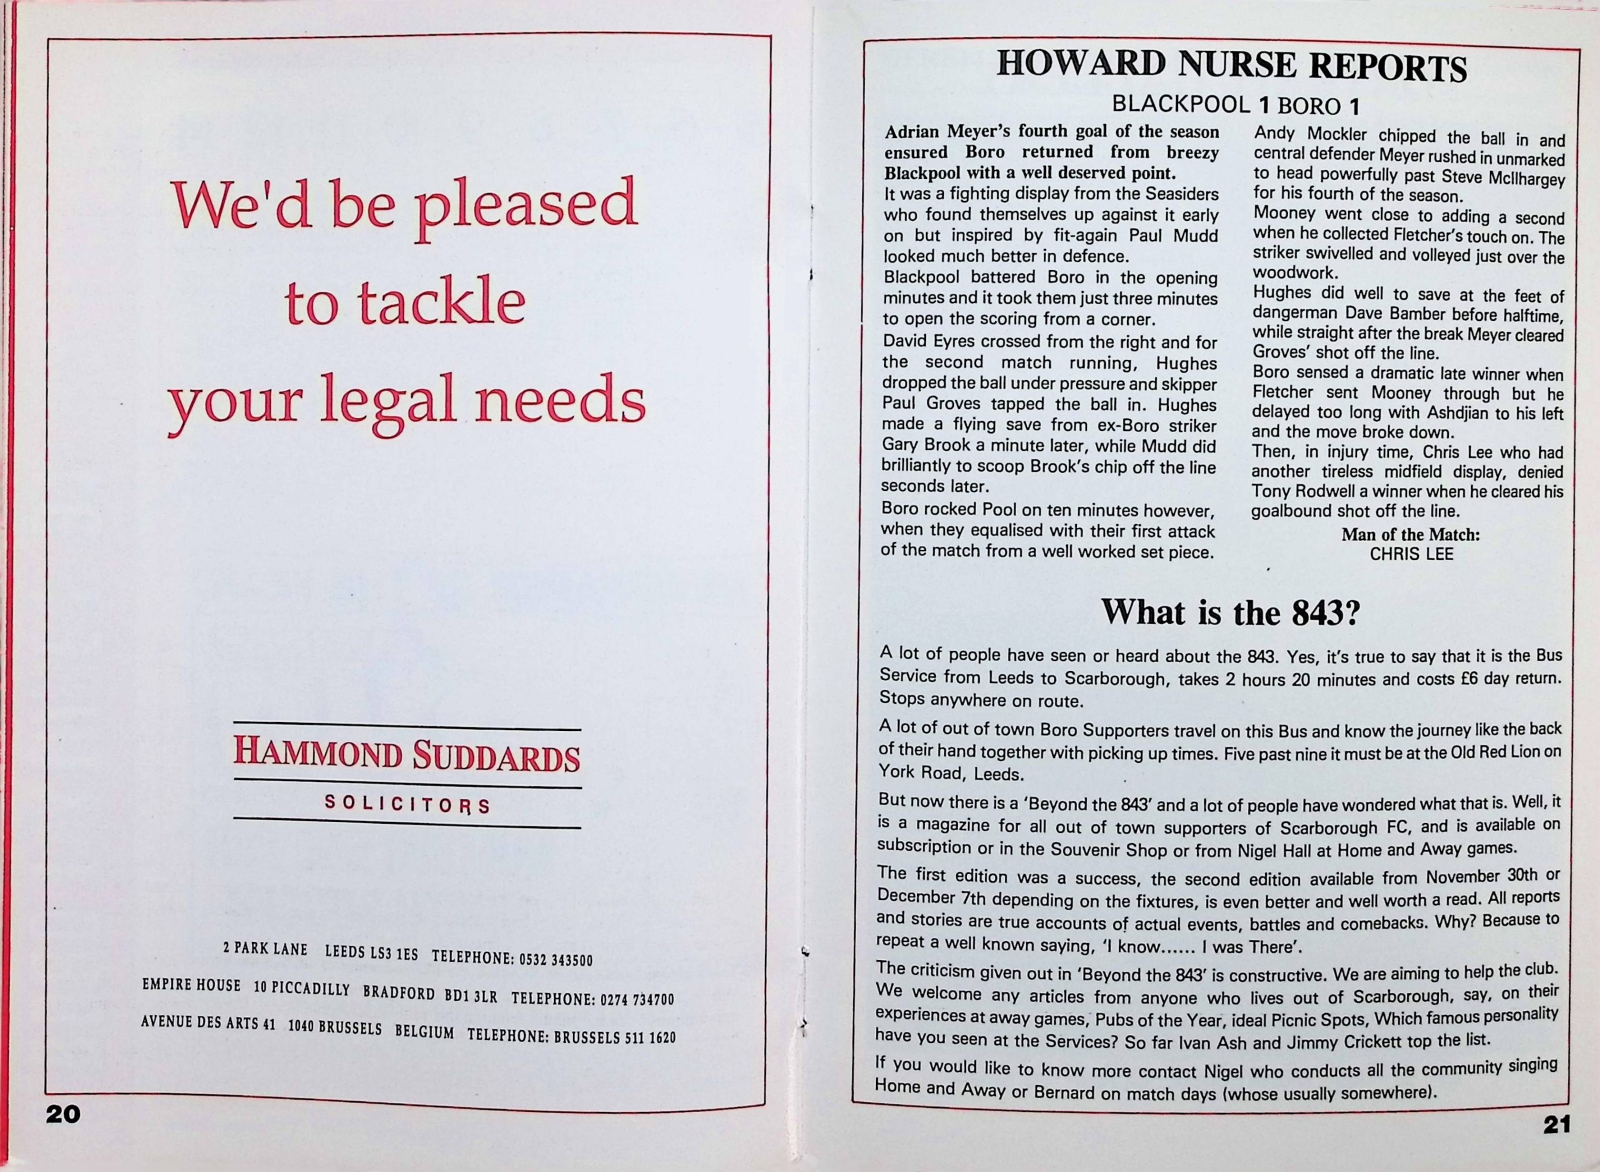 We'd be pleased
to tackle
your legal needs
HAMMOND SUDDARDS
SOLICITORS
2 PARK LANE LEEDS LS3 1ES TELEPHONE: 0532 343500
EMPIRE HOUSE 10 PICCADILLY BRADFORD BD1 3LR TELEPHONE: 0274 734700
AVENUE DES ARTS 41 1040 BRUSSELS BELGIUM TELEPHONE: BRUSSELS 511 1620
20
HOWARD NURSE REPORTS
BLACKPOOL 1 BORO 1
Adrian Meyer's fourth goal of the season
ensured Boro returned from breezy
Blackpool with a well deserved point.
It was a fighting display from the Seasiders
who found themselves up against it early
on but inspired by fit-again Paul Mudd
looked much better in defence.
Blackpool battered Boro in the opening
minutes and it took them just three minutes
to open the scoring from a corner.
David Eyres crossed from the right and for
the second match running, Hughes
dropped the ball under pressure and skipper
Paul Groves tapped the ball in. Hughes
made a flying save from ex-Boro striker
Gary Brook a minute later, while Mudd did
brilliantly to scoop Brook's chip off the line
seconds later.
Boro rocked Pool on ten minutes however,
when they equalised with their first attack
of the match from a well worked set piece.
Andy Mockler chipped the ball in and
central defender Meyer rushed in unmarked
to head powerfully past Steve McIlhargey
for his fourth of the season.
Mooney went close to adding a second
when he collected Fletcher's touch on. The
striker swivelled and volleyed just over the
woodwork.
Hughes did well to save at the feet of
dangerman Dave Bamber before halftime,
while straight after the break Meyer cleared
Groves' shot off the line.
Boro sensed a dramatic late winner when
Fletcher sent Mooney through but he
delayed too long with Ashdjian to his left
and the move broke down.
Then, in injury time, Chris Lee who had
another tireless midfield display, denied
Tony Rodwell a winner when he cleared his
goalbound shot off the line.
Man of the Match:
CHRIS LEE
What is the 843?
A lot of people have seen or heard about the 843. Yes, it's true to say that it is the Bus
Service from Leeds to Scarborough, takes 2 hours 20 minutes and costs £6 day return.
Stops anywhere on route.
A lot of out of town Boro Supporters travel on this Bus and know the journey like the back
of their hand together with picking up times. Five past nine it must be at the Old Red Lion on
York Road, Leeds.
But now there is a 'Beyond the 843' and a lot of people have wondered what that is. Well, it
is a magazine for all out of town supporters of Scarborough FC, and is available on
subscription or in the Souvenir Shop or from Nigel Hall at Home and Away games.
The first edition was a success, the second edition available from November 30th or
December 7th depending on the fixtures, is even better and well worth a read. All reports
and stories are true accounts of actual events, battles and comebacks. Why? Because to
repeat a well known saying, 'I know...... I was There'.
The criticism given out in 'Beyond the 843' is constructive. We are aiming to help the club.
We welcome any articles from anyone who lives out of Scarborough, say, on their
experiences at away games, Pubs of the Year, ideal Picnic Spots, Which famous personality
have you seen at the Services? So far Ivan Ash and Jimmy Crickett top the list.
If you would like to know more contact Nigel who conducts all the community singing
Home and Away or Bernard on match days (whose usually somewhere).
21